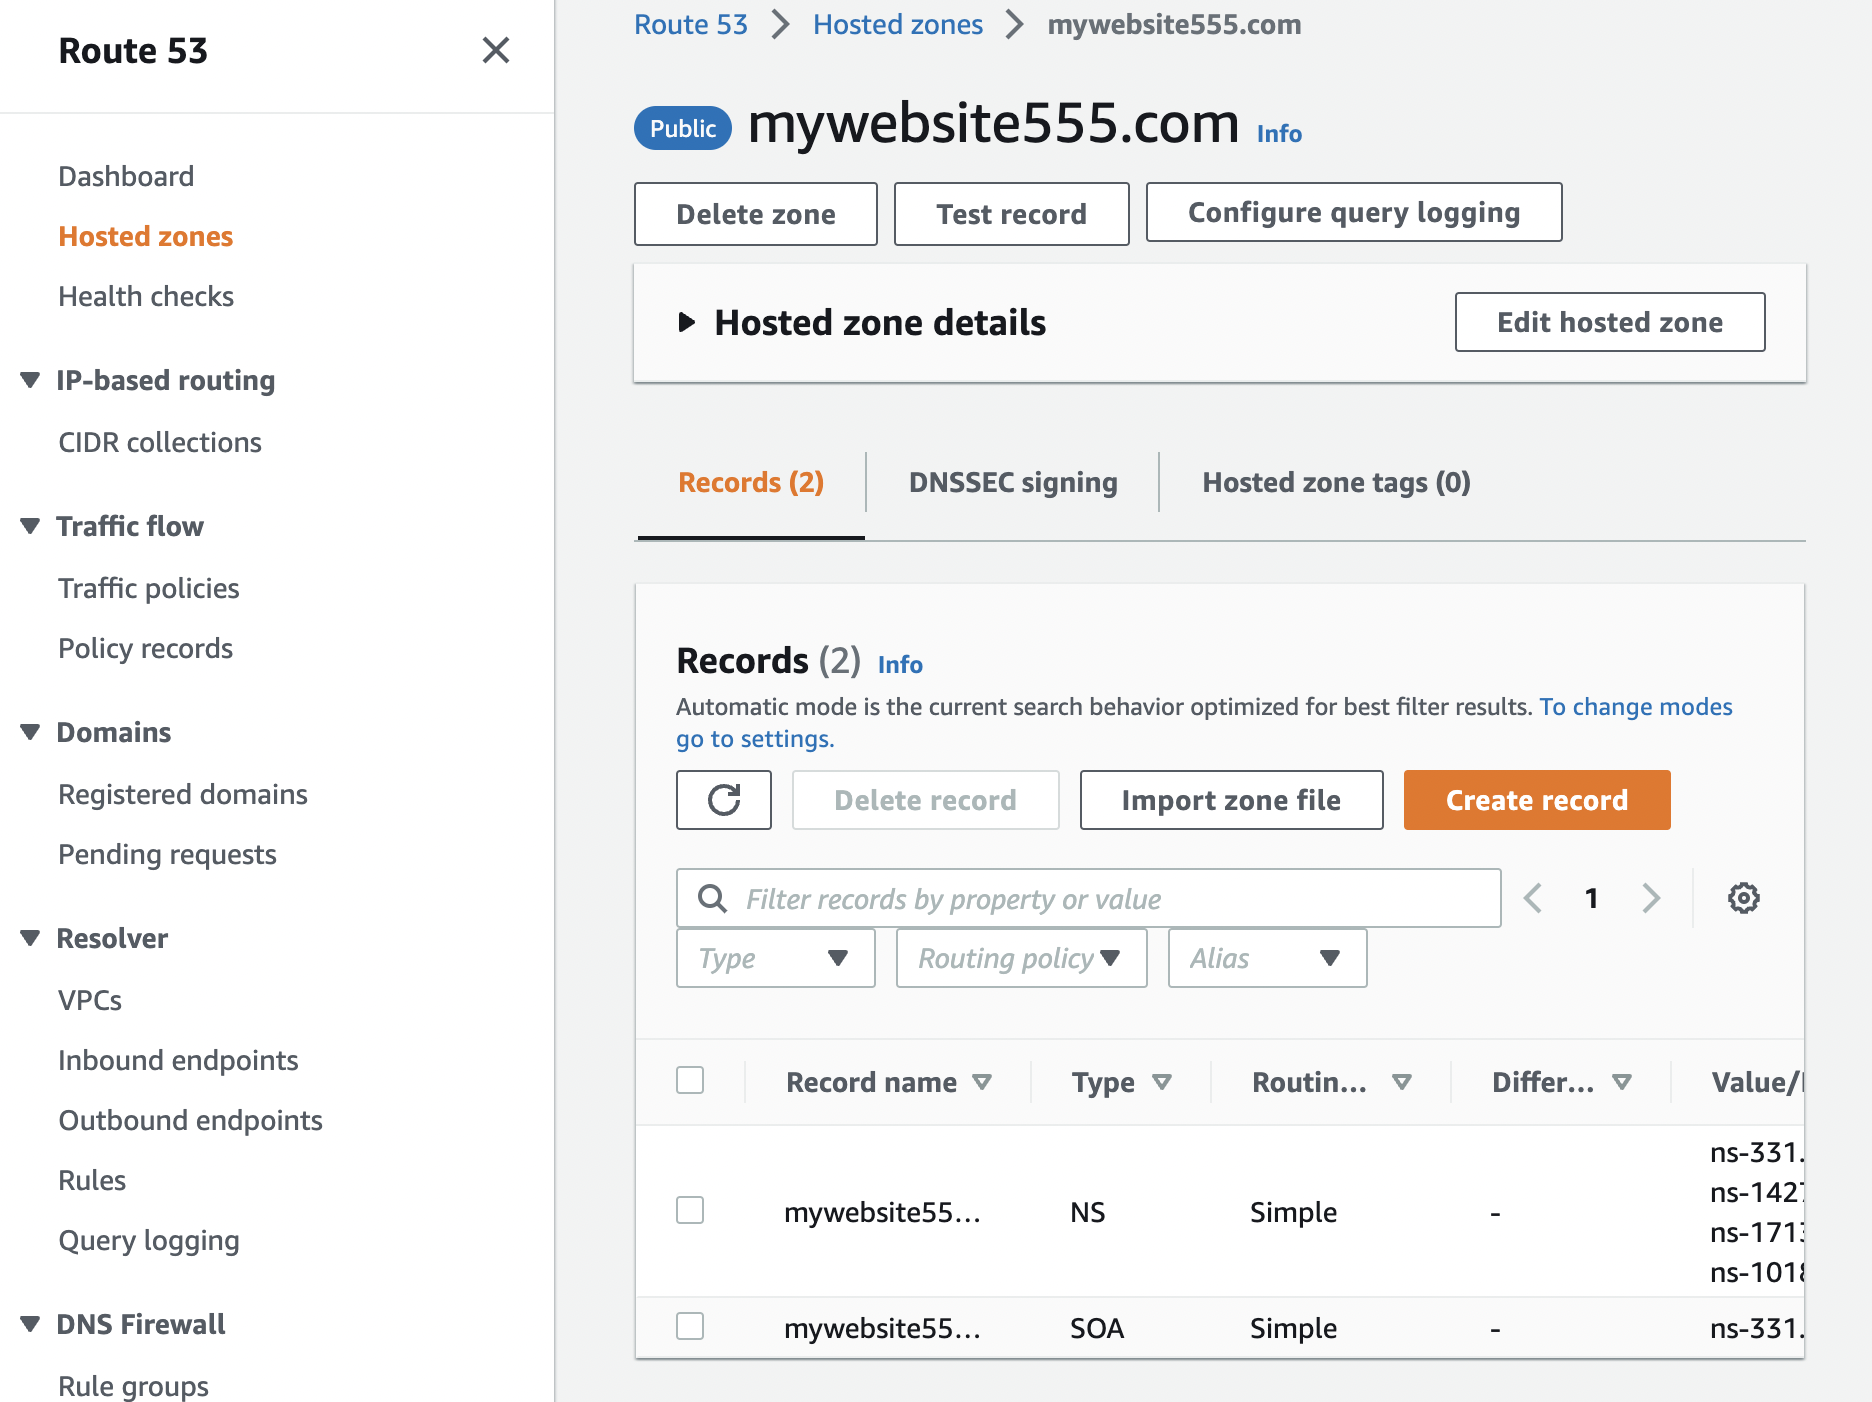 Route 53
Dashboard
Hosted zones
Health checks
IP-based routing
CIDR collections
Traffic flow
Traffic policies
Policy records
Domains
Registered domains
Pending requests
Resolver
VPCs
Inbound endpoints
Outbound endpoints
Rules
Query logging
DNS Firewall
Rule groups
Route 53 > Hosted zones > mywebsite555.com
Public mywebsite555.com Info
Delete zone Test record Configure query logging
Hosted zone details Edit hosted zone
Records (2) DNSSEC signing Hosted zone tags (0)
Records (2) Info
Automatic mode is the current search behavior optimized for best filter results. To change modes
go to settings.
Delete record Import zone file Create record
Filter records by property or value 1
Type Routing policy Alias
Record name Type Routin... Differ... Value/
mywebsite55... NS Simple -
ns-331.
ns-142
ns-171
ns-101
mywebsite55... SOA Simple - ns-331.